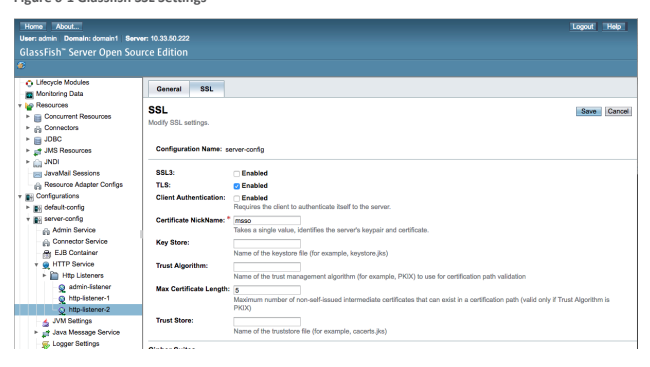 Figure 6-1 Glassfish SSL Settings
Home About... Logout Help
User: admin Domain: domain1 Server: 10.33.50.222
GlassFish™ Server Open Source Edition
Lifecycle Modules
Monitoring Data
Resources
Concurrent Resources
Connectors
JDBC
JMS Resources
JNDI
JavaMail Sessions
Resource Adapter Configs
Configurations
default-config
server-config
Admin Service
Connector Service
EJB Container
HTTP Service
Http Listeners
admin-listener
http-listener-1
http-listener-2
JVM Settings
Java Message Service
Logger Settings
General SSL
SSL
Save Cancel
Modify SSL settings.
Configuration Name: server-config
SSL3: Enabled
TLS: Enabled
Client Authentication: Enabled
Requires the client to authenticate itself to the server.
Certificate NickName: * msso
Takes a single value, identifies the server's keypair and certificate.
Key Store:
Name of the keystore file (for example, keystore.jks)
Trust Algorithm:
Name of the trust management algorithm (for example, PKIX) to use for certification path validation
Max Certificate Length: 5
Maximum number of non-self-issued intermediate certificates that can exist in a certification path (valid only if Trust Algorithm is
PKIX)
Trust Store:
Name of the truststore file (for example, cacerts.jks)
Cipher Suites